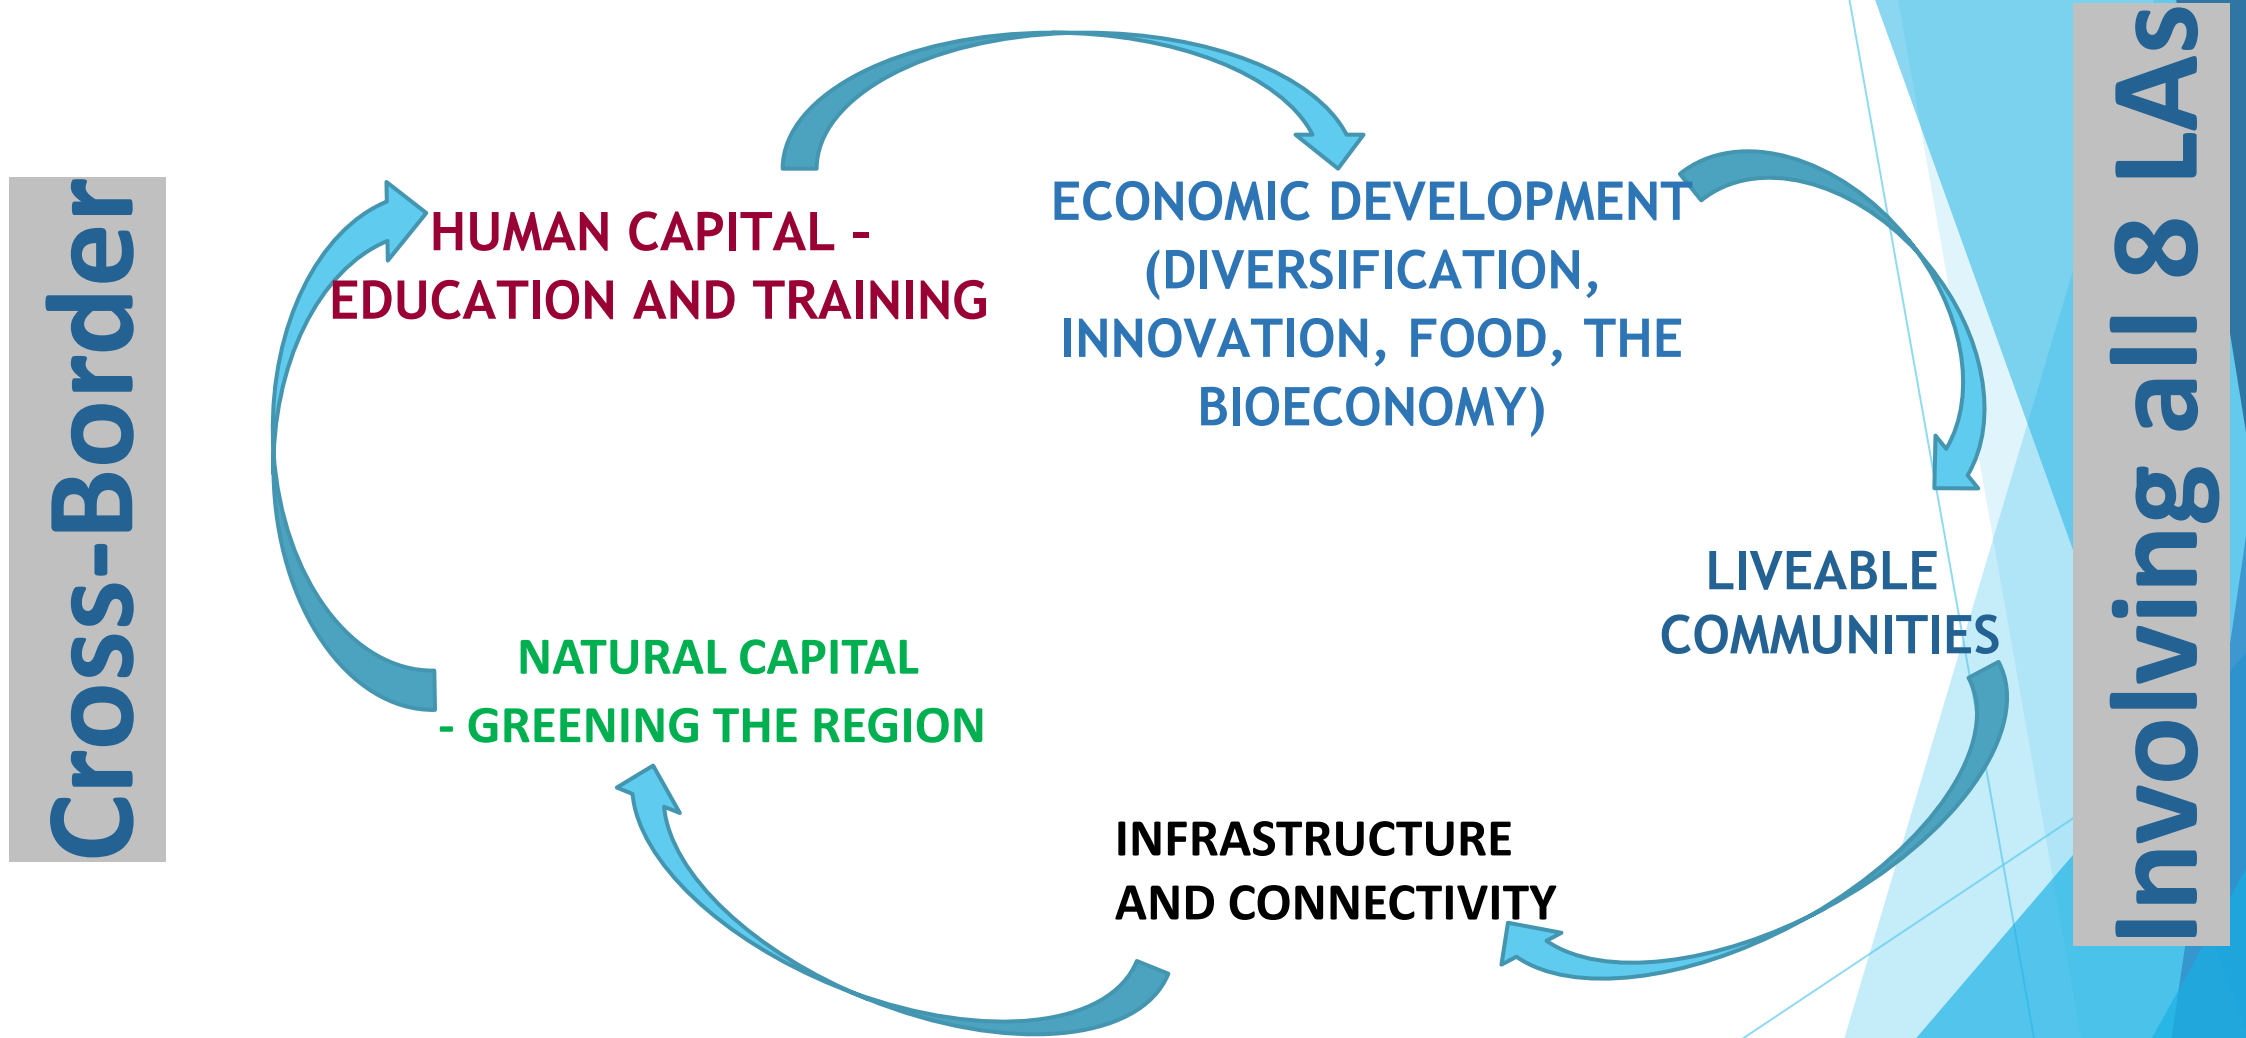 Cross-Border
HUMAN CAPITAL –
EDUCATION AND TRAINING
ECONOMIC DEVELOPMENT
(DIVERSIFICATION,
INNOVATION, FOOD, THE
BIOECONOMY)
LIVEABLE
COMMUNITIES
INFRASTRUCTURE
AND CONNECTIVITY
NATURAL CAPITAL
- GREENING THE REGION
Involving all 8 LAs